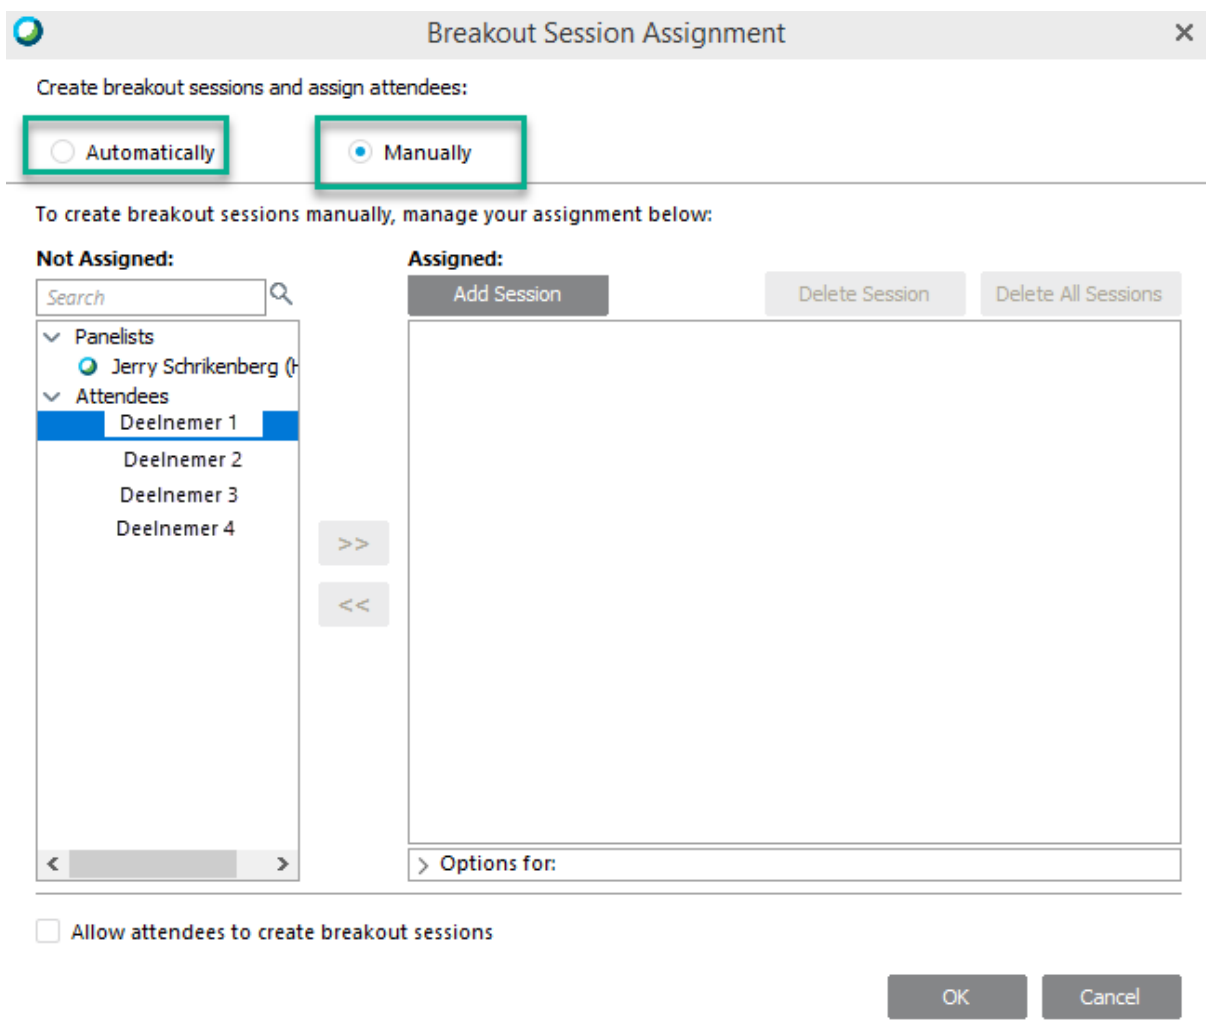 Breakout Session Assignment
Create breakout sessions and assign attendees:
Automatically
Manually
To create breakout sessions manually, manage your assignment below:
Not Assigned:
Assigned:
Search
Add Session
Delete Session
Delete All Sessions
Panelists
Jerry Schrikenberg (H
Attendees
Deelnemer 1
Deelnemer 2
Deelnemer 3
Deelnemer 4
>>
<<
Options for:
Allow attendees to create breakout sessions
OK
Cancel